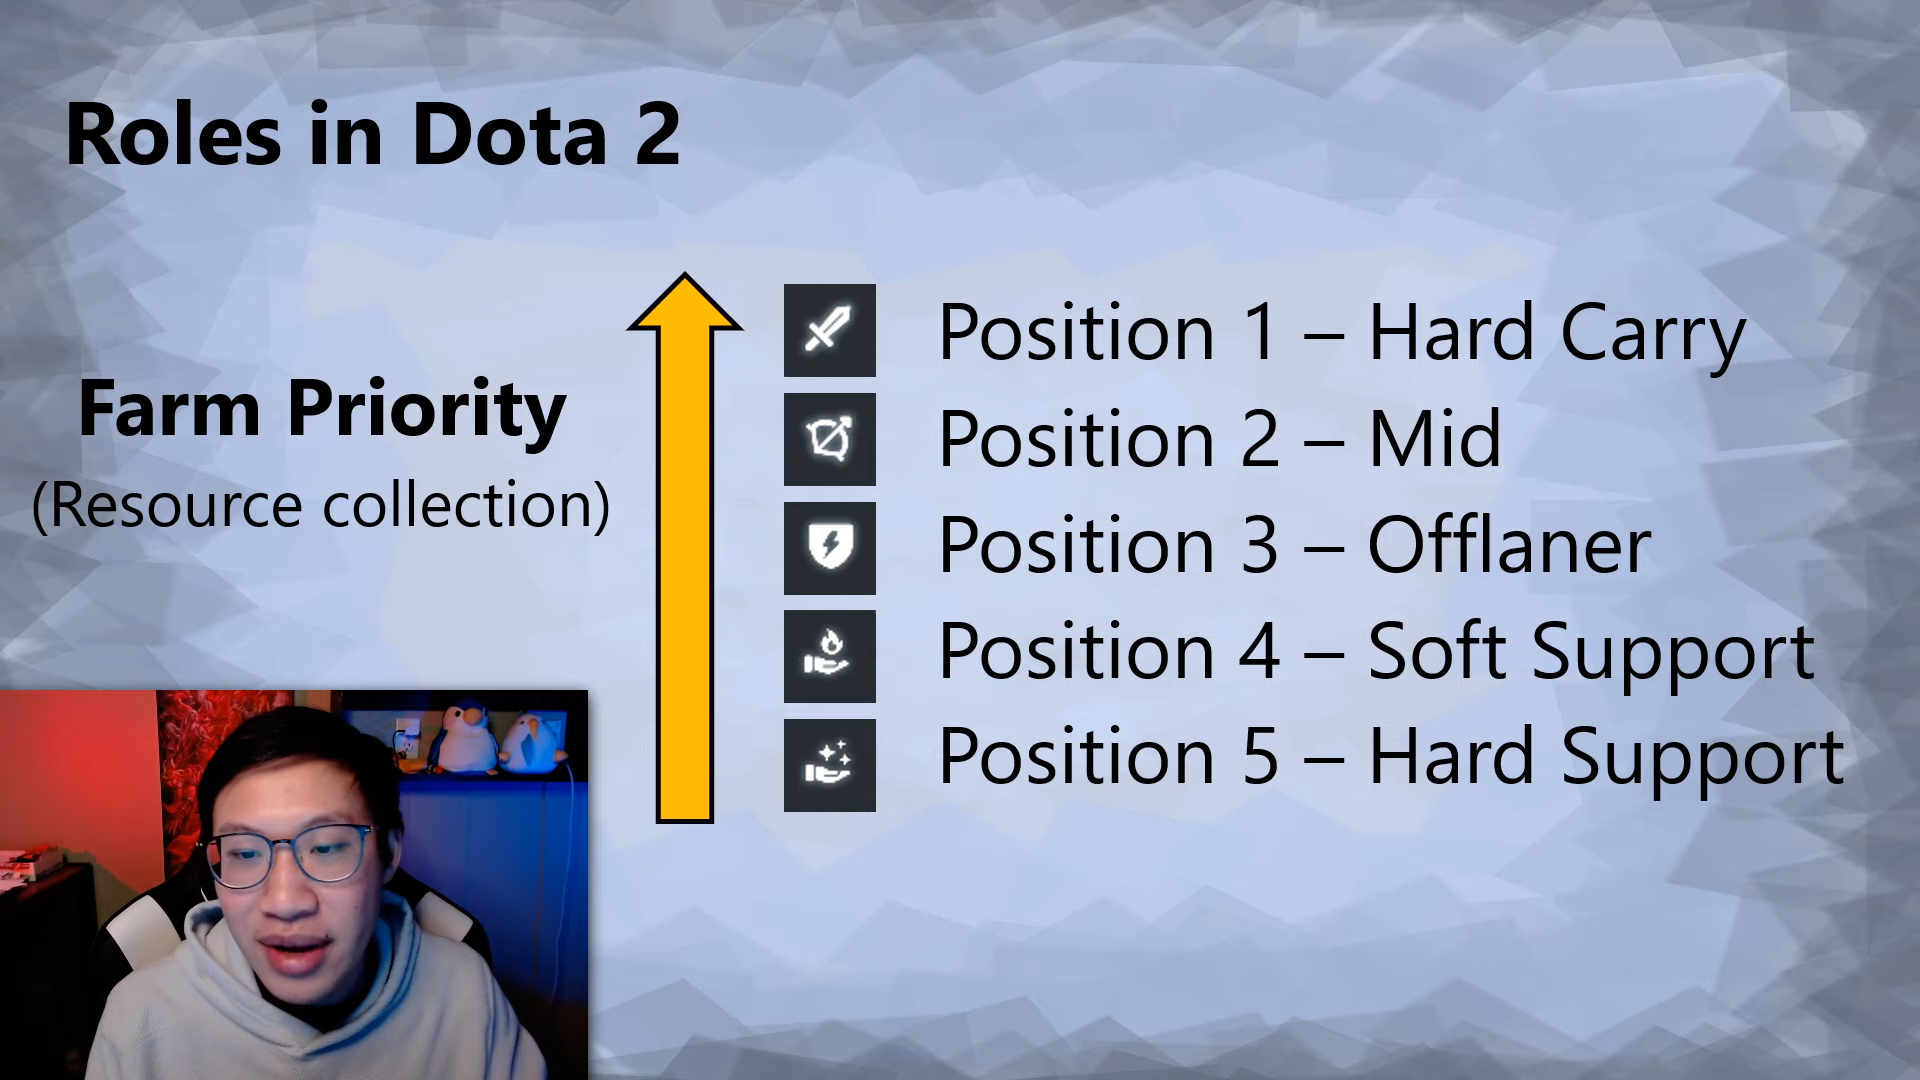 Roles in Dota 2
Farm Priority
(Resource collection)
Position 1 – Hard Carry
Position 2 – Mid
Position 3 – Offlaner
Position 4 – Soft Support
Position 5 – Hard Support